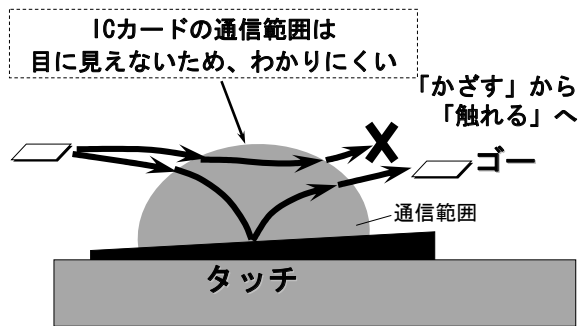 ICカードの通信範囲は
目に見えないため、わかりにくい
「かざす」から
「触れる」へ
ゴー
通信範囲
タッチ